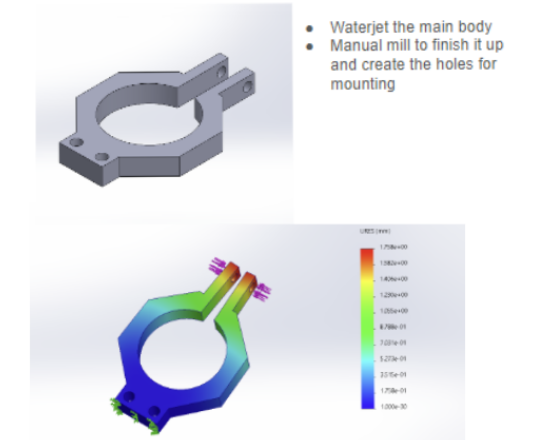 ● Waterjet the main body
● Manual mill to finish it up
and create the holes for
mounting
URES (mm)
1.758e+00
1.582e+00
1.406e+00
1.230e+00
1.055e+00
8.788e-01
7.031e-01
5.273e-01
3.515e-01
1.758e-01
1.000e-30